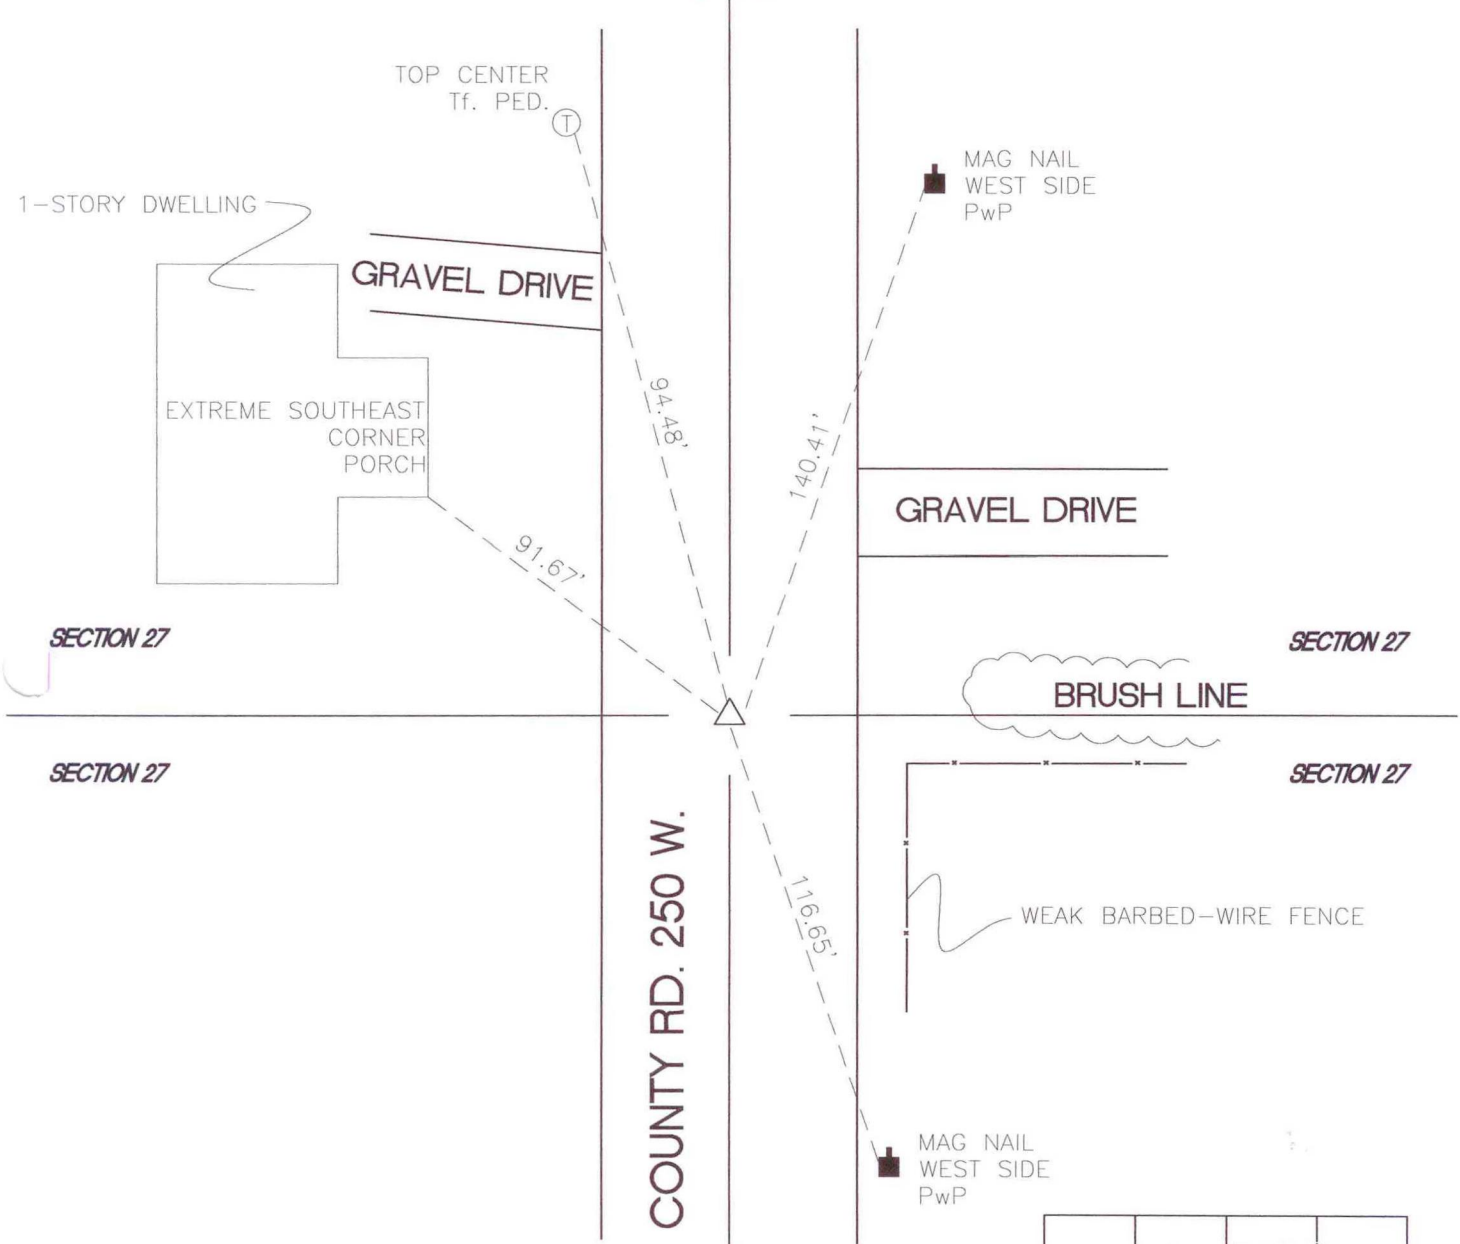 TOP CENTER
Tf. PED.
T
MAG NAIL
WEST SIDE
PwP
1-STORY DWELLING
GRAVEL DRIVE
EXTREME SOUTHEAST
CORNER
PORCH
94.48'
140.41'
GRAVEL DRIVE
91.67'
SECTION 27
SECTION 27
BRUSH LINE
SECTION 27
SECTION 27
COUNTY RD. 250 W.
116.65'
WEAK BARBED-WIRE FENCE
MAG NAIL
WEST SIDE
PwP